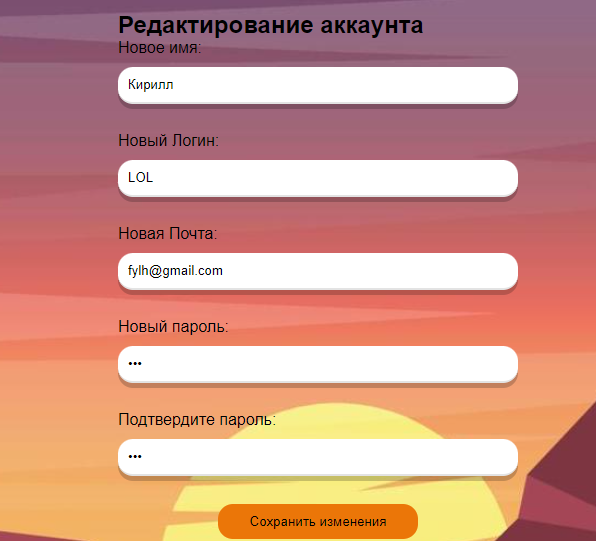 Редактирование аккаунта
Новое имя:
Кирилл
Новый Логин:
LOL
Новая Почта:
fylh@gmail.com
Новый пароль:
•••
Подтвердите пароль:
•••
Сохранить изменения